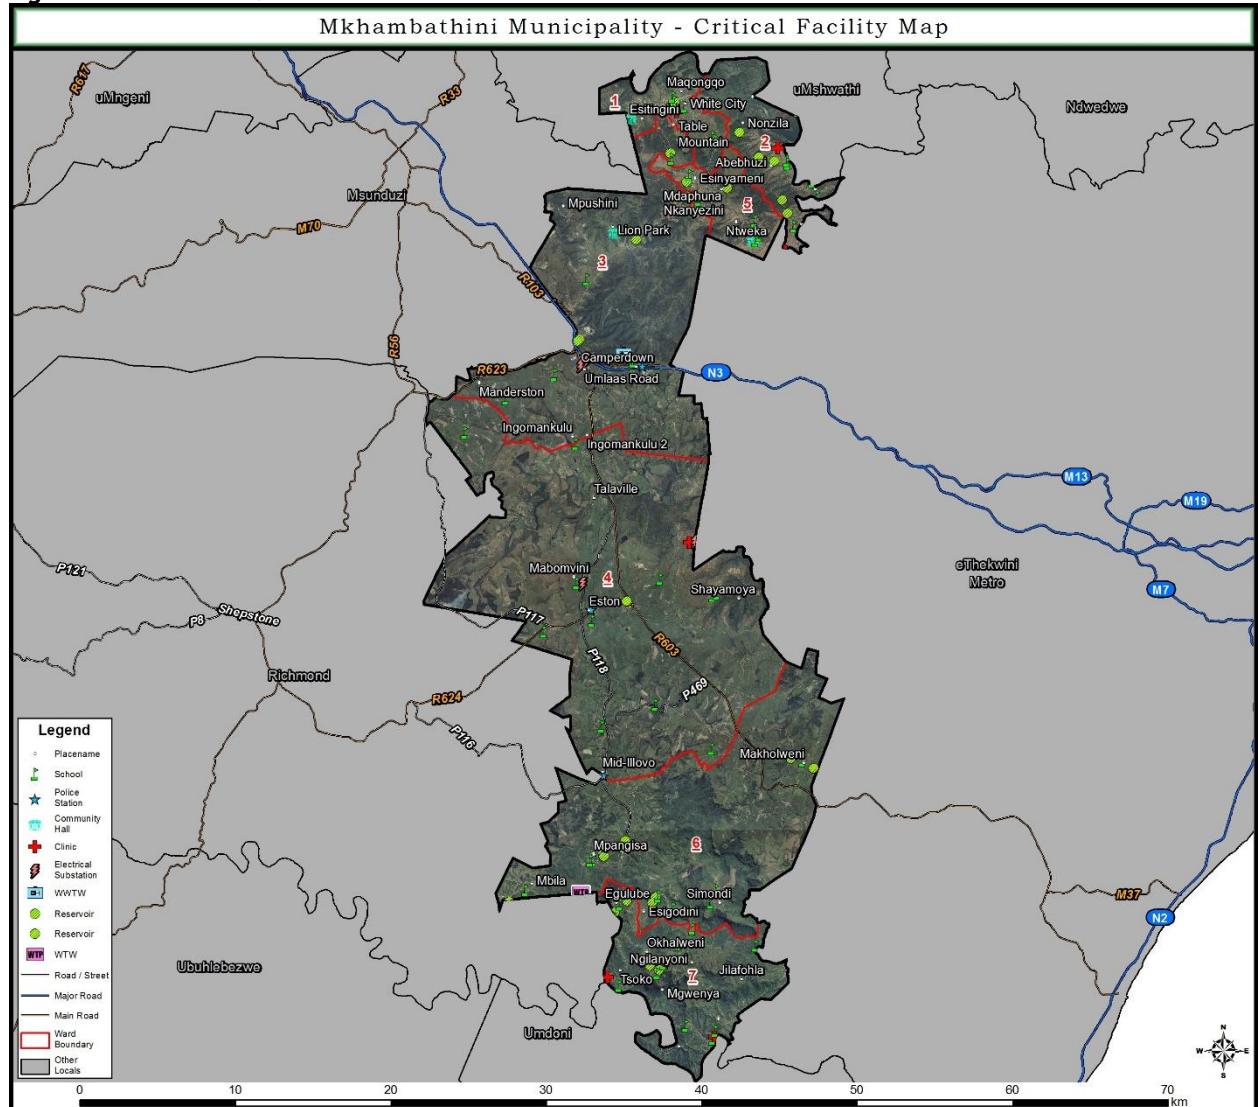 Mkhambathini Municipality - Critical Facility Map
R617
uMngeni
R33
Maqongqo
uMshwathi
Ndwedwe
1
Esitingini
White City
Table
Mountain
Nonzila
2
Abebhuzi
Esinyameni
Msunduzi
Mpushini
Mdaphuna
Nkanyezini
5
M70
Lion Park
Ntweka
3
R103
R56
Camperdown
R623
Umlaas Road
N3
Manderston
Ingomankulu
Ingomankulu 2
M13
Talaville
M19
P121
Mabomvini
4
eThekwini
Metro
Shayamoya
M7
Eston
Shepstone
P8
P117
R603
P118
Richmond
R624
P469
P116
Mid-Illovo
Makholweni
Legend
Placename
School
Police
Station
Community
Hall
Clinic
Electrical
Substation
WWTW
Reservoir
Reservoir
WTP
WTW
Road / Street
Major Road
Main Road
Ward
Boundary
Other
Locals
6
Mpangisa
Mbila
WTP
Egulube
Simondi
M37
Esigodini
N2
Okhalweni
Ngilanyoni
Ubuhlebezwe
7
Jilafohla
Tsoko
Mgwenya
Umdoni
N
W
E
S
0 10 20 30 40 50 60 70
km